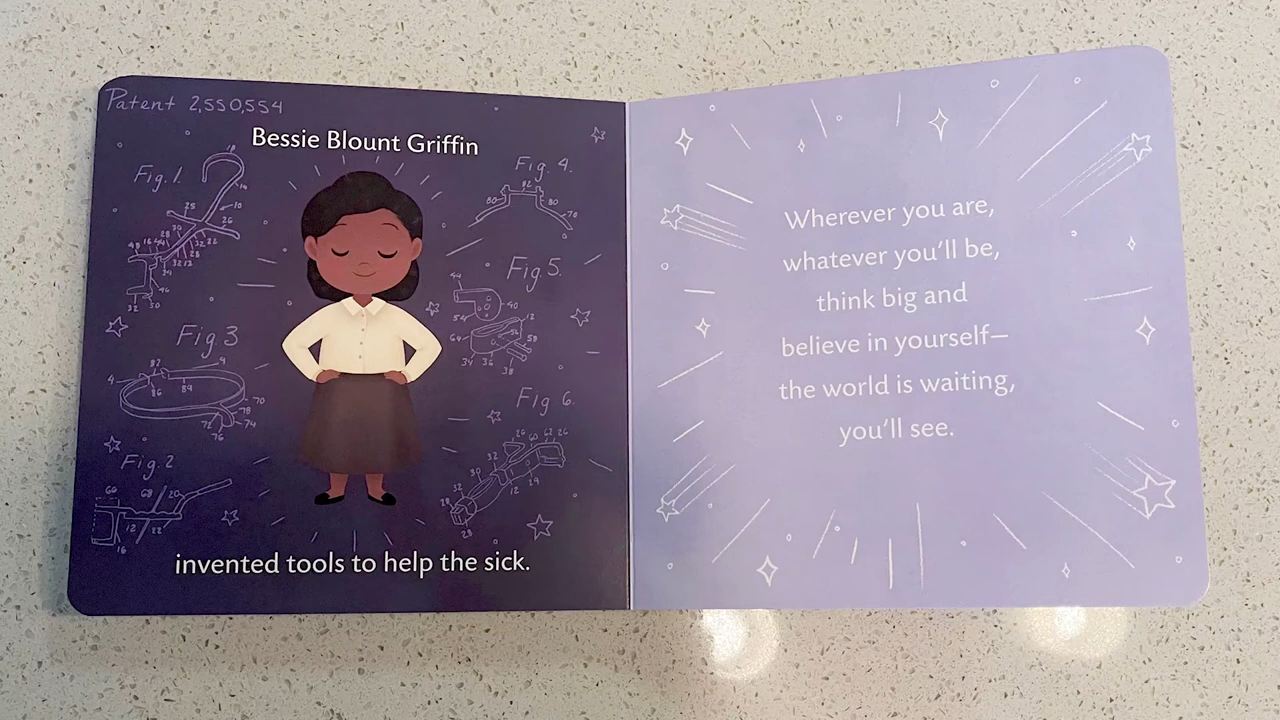 Patent 2,550,554
Bessie Blount Griffin
Fig. 1.
Fig. 4.
Fig 5.
Fig 3
Fig 6.
Fig 2
invented tools to help the sick.
Wherever you are,
whatever you'll be,
think big and
believe in yourself—
the world is waiting,
you'll see.